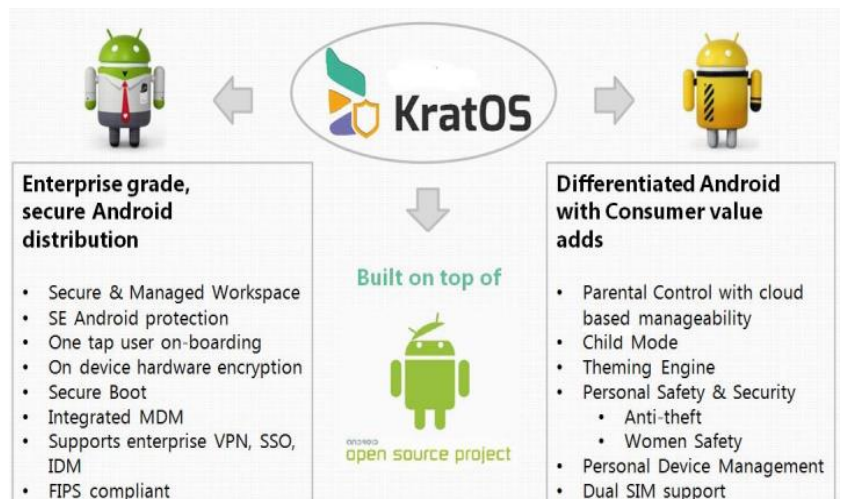 KratOS
Enterprise grade,
secure Android
distribution
• Secure & Managed Workspace
• SE Android protection
• One tap user on-boarding
• On device hardware encryption
• Secure Boot
• Integrated MDM
• Supports enterprise VPN, SSO,
IDM
• FIPS compliant
Built on top of
ANDROID
open source project
Differentiated Android
with Consumer value
adds
• Parental Control with cloud
based manageability
• Child Mode
• Theming Engine
• Personal Safety & Security
• Anti-theft
• Women Safety
• Personal Device Management
• Dual SIM support